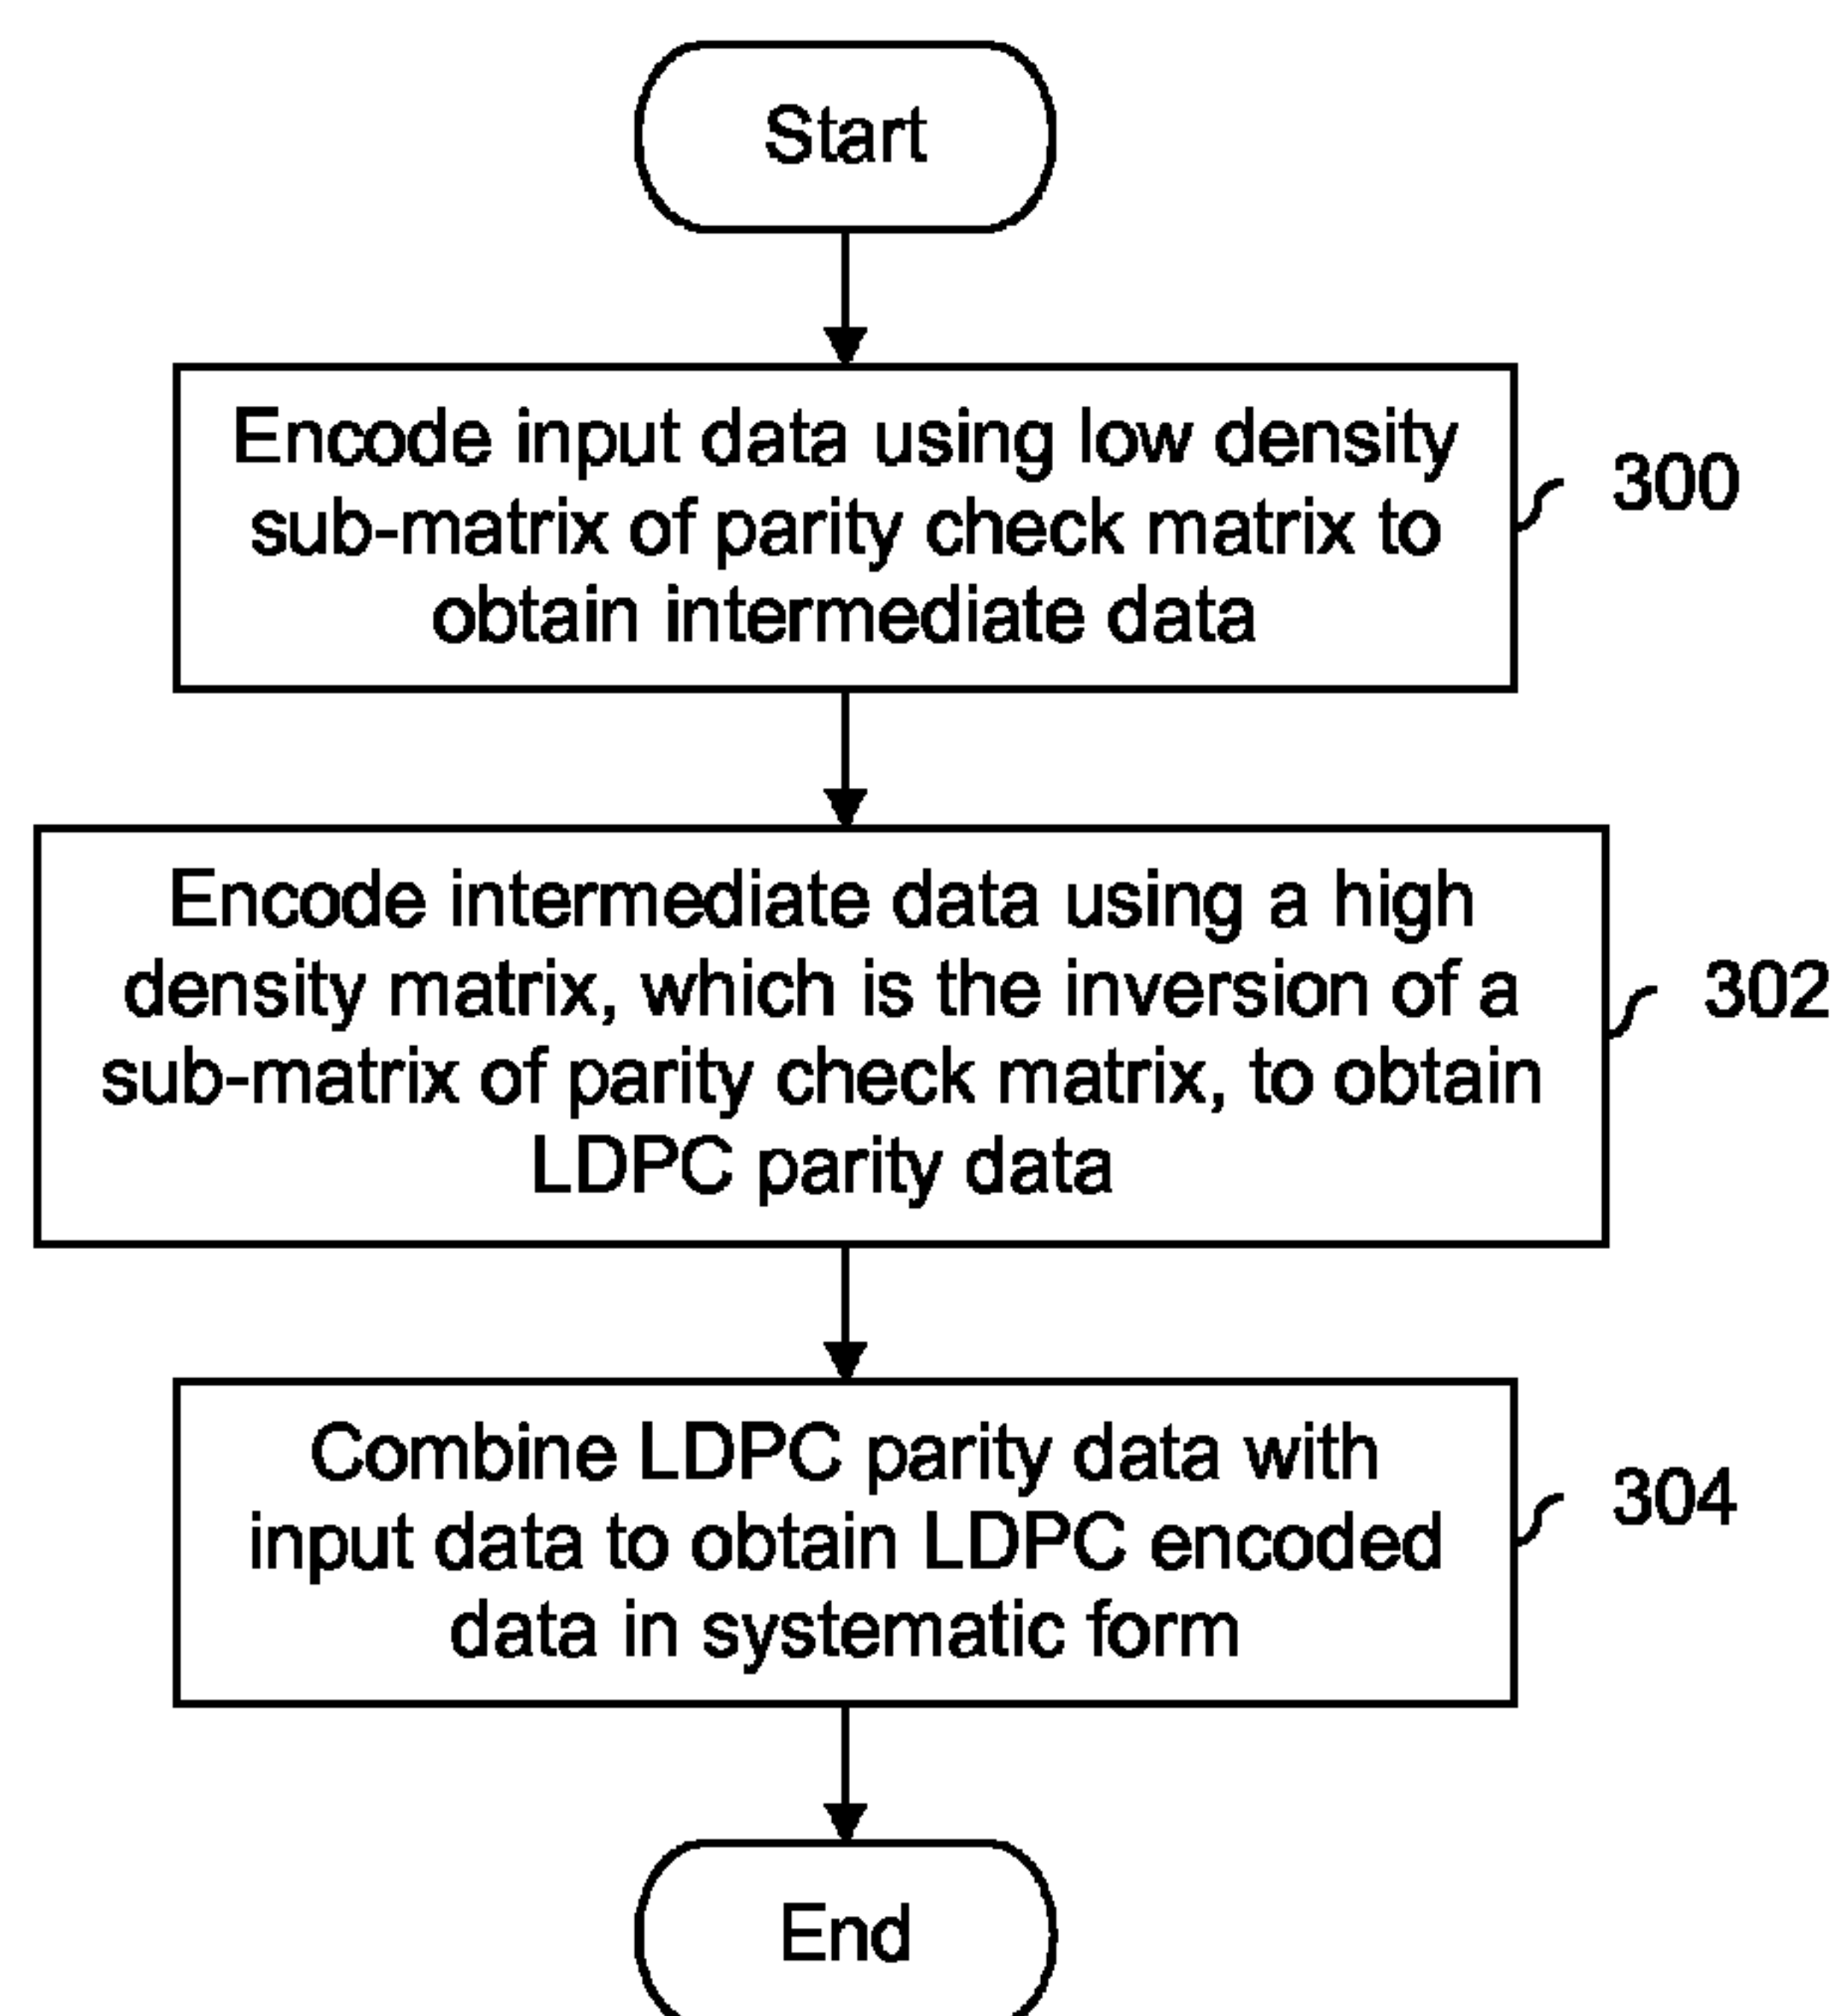 Start
Encode input data using low density
sub-matrix of parity check matrix to
obtain intermediate data
300
Encode intermediate data using a high
density matrix, which is the inversion of a
sub-matrix of parity check matrix, to obtain
LDPC parity data
302
Combine LDPC parity data with
input data to obtain LDPC encoded
data in systematic form
304
End